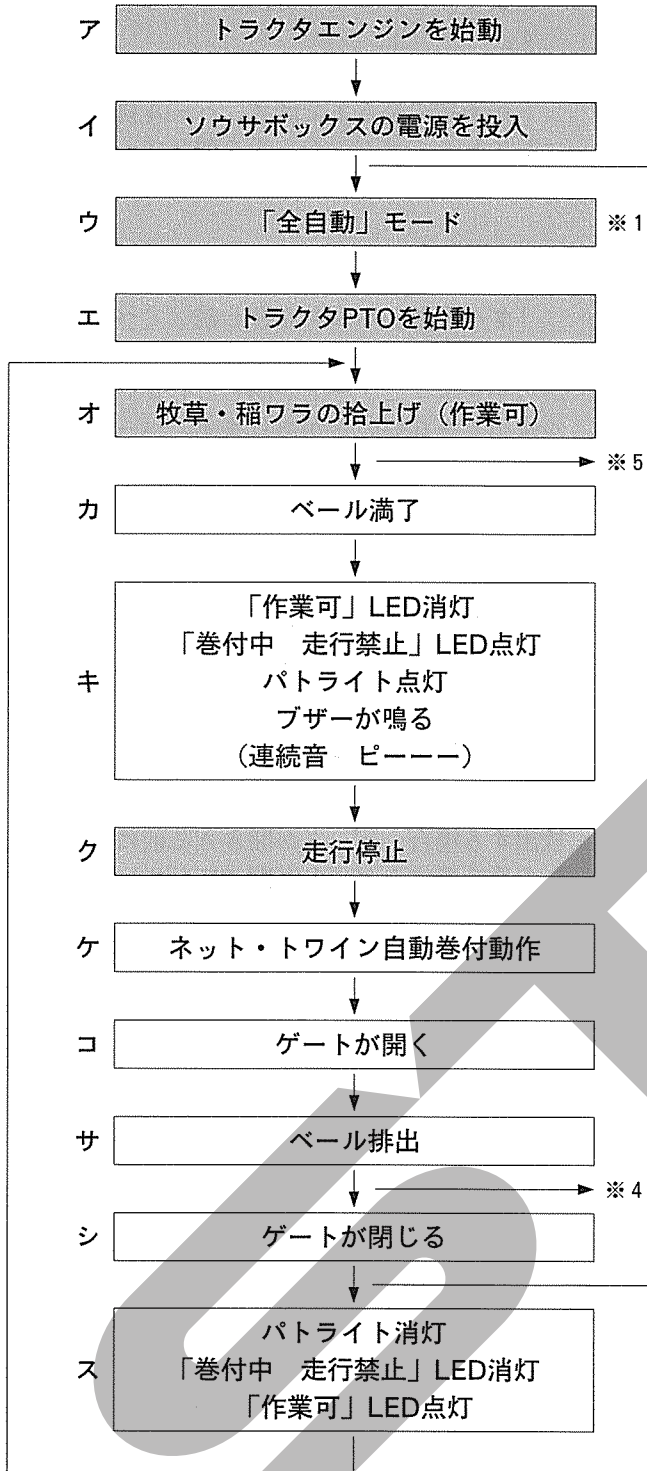 ア トラクタエンジンを始動
イ ソウサボックスの電源を投入
ウ 「全自動」モード ※1
エ トラクタPTOを始動
オ 牧草・稲ワラの拾上げ（作業可）
※5
カ ベール満了
「作業可」LED消灯
「巻付中　走行禁止」LED点灯
キ パトライト点灯
ブザーが鳴る
（連続音　ピーーー）
ク 走行停止
ケ ネット・トワイン自動巻付動作
コ ゲートが開く
サ ベール排出
※4
シ ゲートが閉じる
パトライト消灯
ス 「巻付中　走行禁止」LED消灯
「作業可」LED点灯